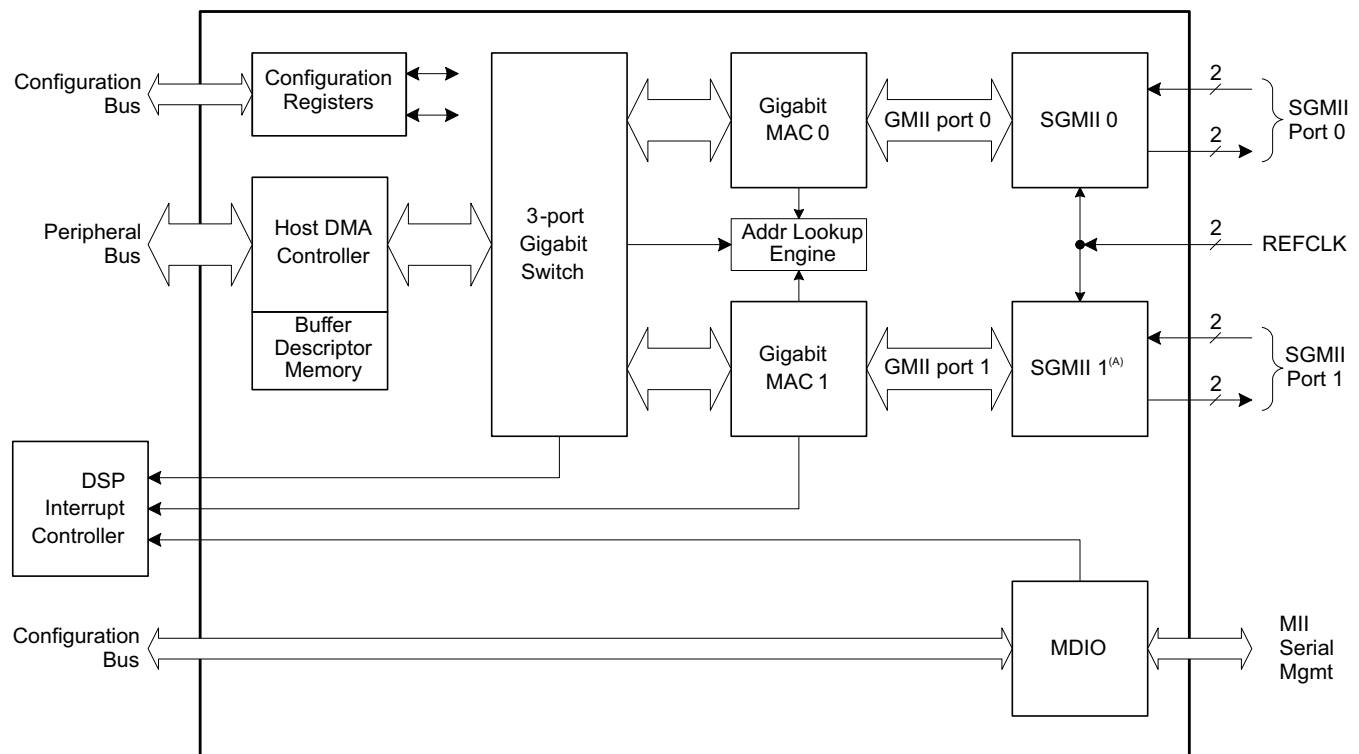 Configuration
Bus
Configuration
Registers
Gigabit
MAC 0
GMII port 0
SGMII 0
2
2
SGMII
Port 0
Peripheral
Bus
Host DMA
Controller
Buffer
Descriptor
Memory
3-port
Gigabit
Switch
Addr Lookup
Engine
2
REFCLK
Gigabit
MAC 1
GMII port 1
SGMII 1(A)
2
2
SGMII
Port 1
DSP
Interrupt
Controller
Configuration
Bus
MDIO
MII
Serial
Mgmt